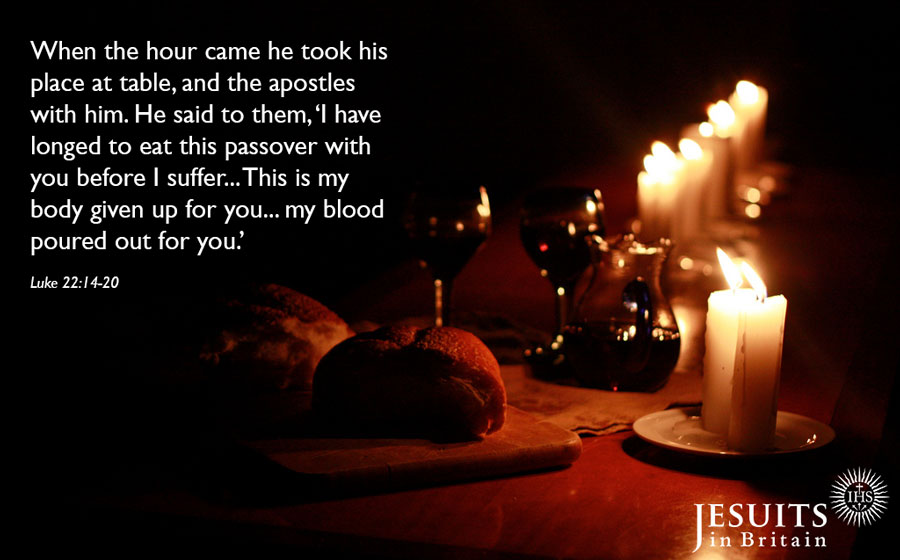 When the hour came he took his
place at table, and the apostles
with him. He said to them, ‘I have
longed to eat this passover with
you before I suffer... This is my
body given up for you... my blood
poured out for you.’
Luke 22:14-20
JESUITS
in Britain
IHS